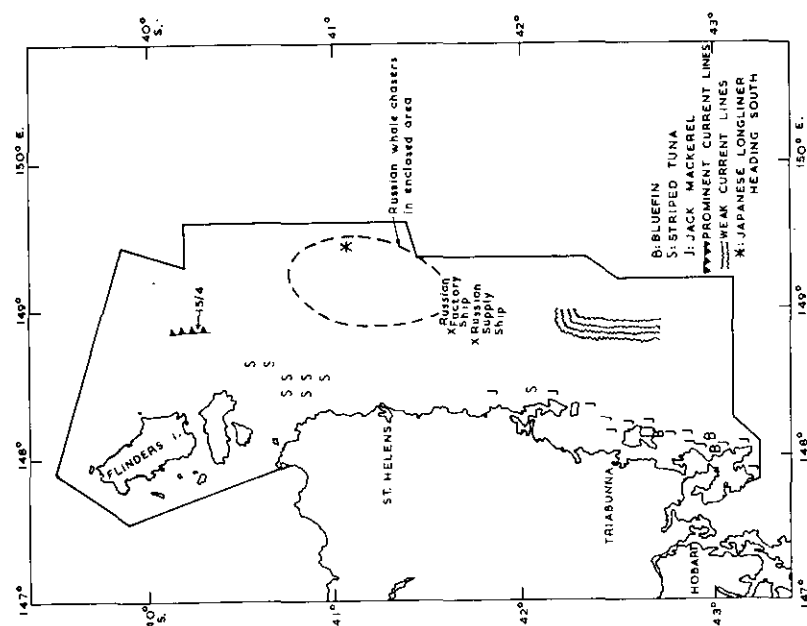 147°
148°
149°
150° E.
40°
S.
40°
S.
FLINDERS I.
15/4
S
S
S S
S S
S
S
41°
41°
ST. HELENS
Russian whale chasers
in enclosed area
*
Russian
X Factory
Ship
X Russian
Supply
Ship
42°
42°
J
S
J
J
J
J
J
J
J
J
J
J
TRIABUNNA
B
B
B
HOBART
43°
43°
B: BLUEFIN
S: STRIPED TUNA
J: JACK MACKEREL
PROMINENT CURRENT LINES
WEAK CURRENT LINES
*: JAPANESE LONGLINER
HEADING SOUTH
147°
148°
149°
150° E.